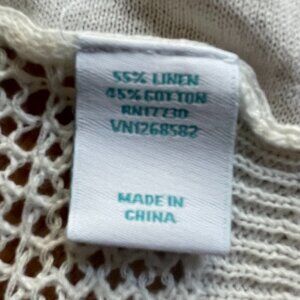 55% LINEN
45% COTTON
RN17730
VN1268582
MADE IN
CHINA